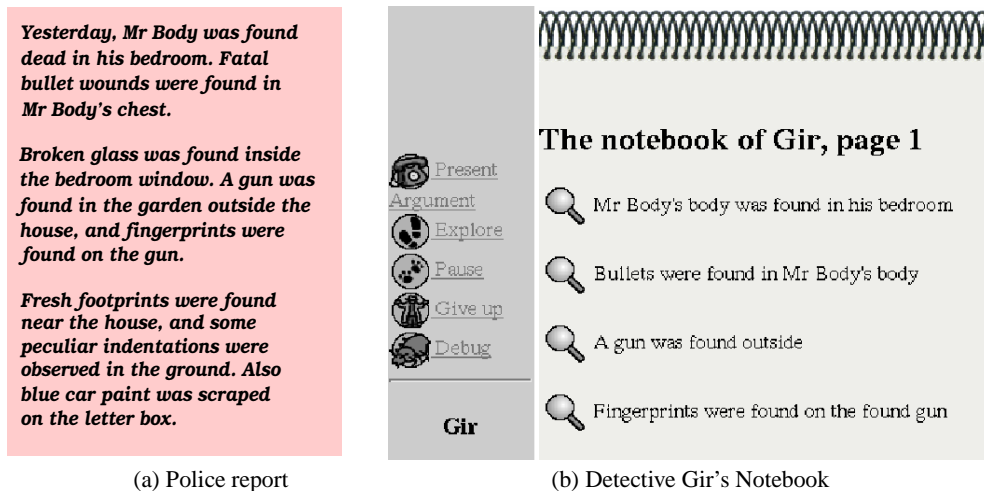 Yesterday, Mr Body was found
dead in his bedroom. Fatal
bullet wounds were found in
Mr Body's chest.
Broken glass was found inside
the bedroom window. A gun was
found in the garden outside the
house, and fingerprints were
found on the gun.
Fresh footprints were found
near the house, and some
peculiar indentations were
observed in the ground. Also
blue car paint was scraped
on the letter box.
(a) Police report
Present
Argument
Explore
Pause
Give up
Debug
Gir
The notebook of Gir, page 1
Mr Body's body was found in his bedroom
Bullets were found in Mr Body's body
A gun was found outside
Fingerprints were found on the found gun
(b) Detective Gir's Notebook